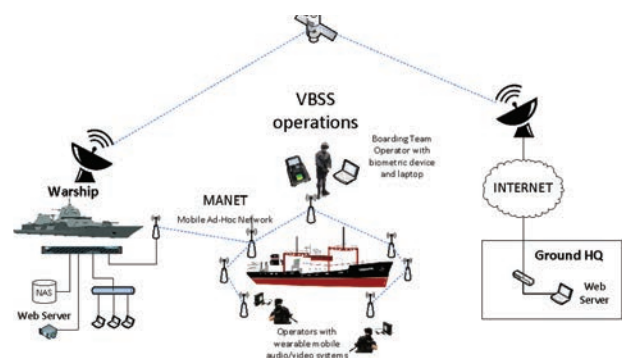 VBSS
operations
Boarding Team
Operator with
biometric device
and laptop
Warship
MANET
Mobile Ad-Hoc Network
INTERNET
Ground HQ
Web
Server
NAS
Web Server
Operators with
wearable mobile
audio/video systems